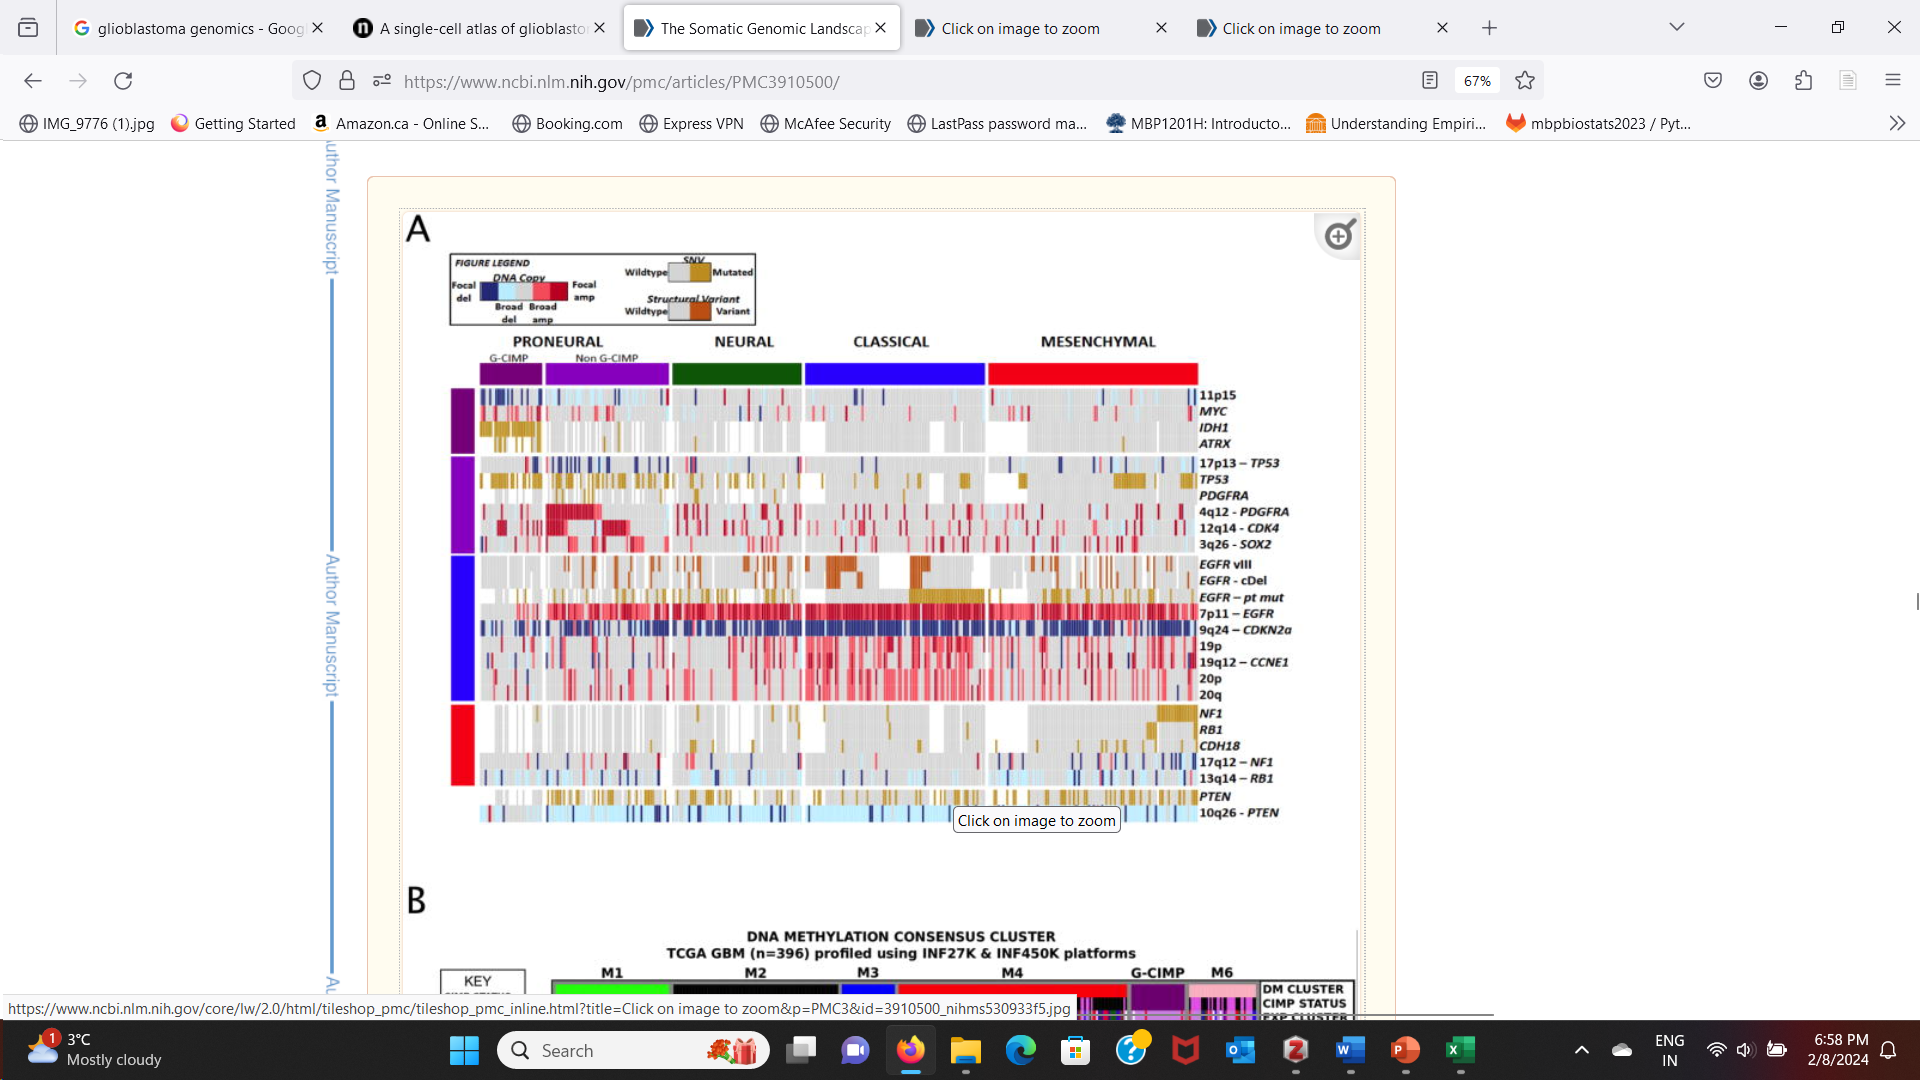 glioblastoma genomics - Goog
A single-cell atlas of glioblasto
The Somatic Genomic Landscap
Click on image to zoom
Click on image to zoom
https://www.ncbi.nlm.nih.gov/pmc/articles/PMC3910500/
67%
IMG_9776 (1).jpg
Getting Started
Amazon.ca - Online S...
Booking.com
Express VPN
McAfee Security
LastPass password ma...
MBP1201H: Introducto...
Understanding Empiri...
mbpbiostats2023 / Pyt...
uthor Manuscript
Author Manuscript
Au
A
FIGURE LEGEND
DNA Copy
Focal del
Focal amp
Broad del
Broad amp
SNV
Wildtype Mutated
Structural Variant
Wildtype Variant
PRONEURAL NEURAL CLASSICAL MESENCHYMAL
G-CIMP Non G-CIMP
11p15
MYC
IDH1
ATRX
17p13 – TP53
TP53
PDGFRA
4q12 - PDGFRA
12q14 - CDK4
3q26 - SOX2
EGFR vIII
EGFR - cDel
EGFR – pt mut
7p11 – EGFR
9q24 – CDKN2a
19p
19q12 – CCNE1
20p
20q
NF1
RB1
CDH18
17q12 – NF1
13q14 – RB1
PTEN
10q26 - PTEN
Click on image to zoom
B
DNA METHYLATION CONSENSUS CLUSTER
TCGA GBM (n=396) profiled using INF27K & INF450K platforms
M1 M2 M3 M4 G-CIMP M6
KEY
DM CLUSTER
CIMP STATUS
EXP CLUSTER
https://www.ncbi.nlm.nih.gov/core/lw/2.0/html/tileshop_pmc/tileshop_pmc_inline.html?title=Click on image to zoom&p=PMC3&id=3910500_nihms530933f5.jpg
1
3°C
Mostly cloudy
Search
ENG
IN
6:58 PM
2/8/2024